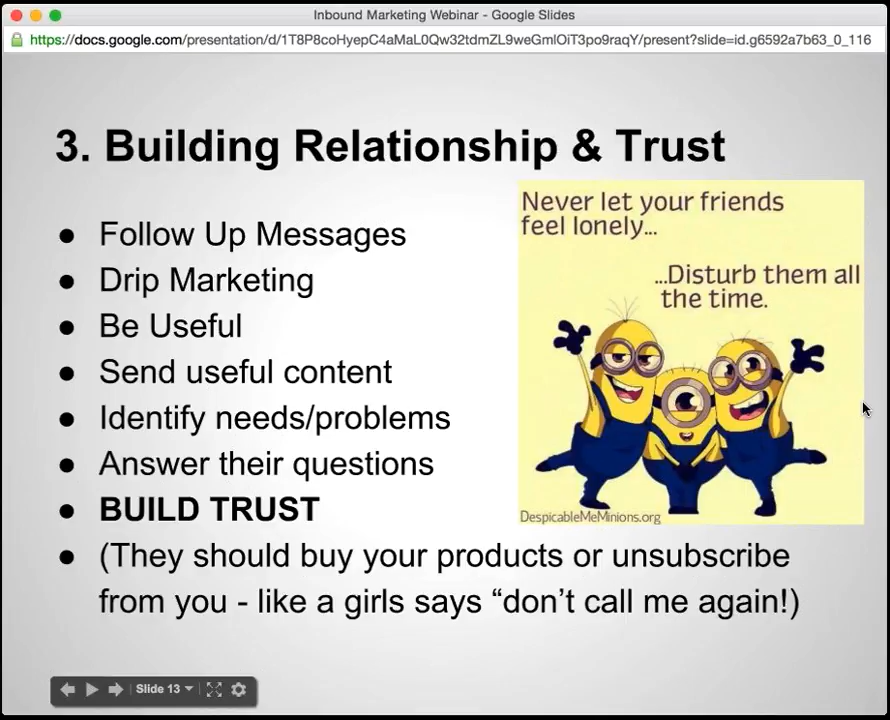 Inbound Marketing Webinar - Google Slides
https://docs.google.com/presentation/d/1T8P8coHyepC4aMaL0Qw32tdmZL9weGmlOiT3po9raqY/present?slide=id.g6592a7b63_0_116
3. Building Relationship & Trust
Never let your friends
feel lonely...
...Disturb them all
the time.
● Follow Up Messages
● Drip Marketing
● Be Useful
● Send useful content
● Identify needs/problems
● Answer their questions
● BUILD TRUST
DespicableMeMinions.org
● (They should buy your products or unsubscribe
from you - like a girls says “don’t call me again!)
Slide 13